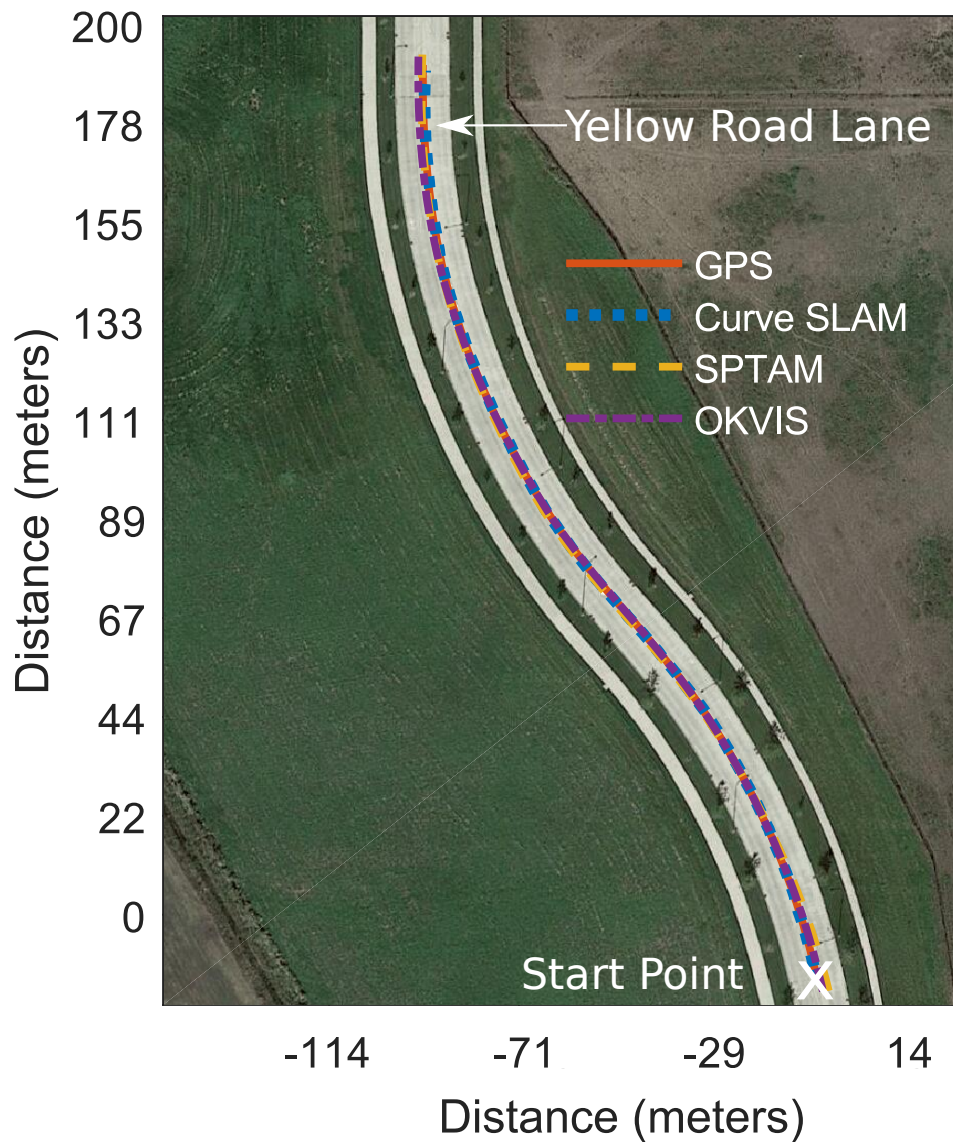 200
178
155
133
111
89
67
44
22
0
Distance (meters)
Yellow Road Lane
GPS
Curve SLAM
SPTAM
OKVIS
Start Point
X
-114
-71
-29
14
Distance (meters)